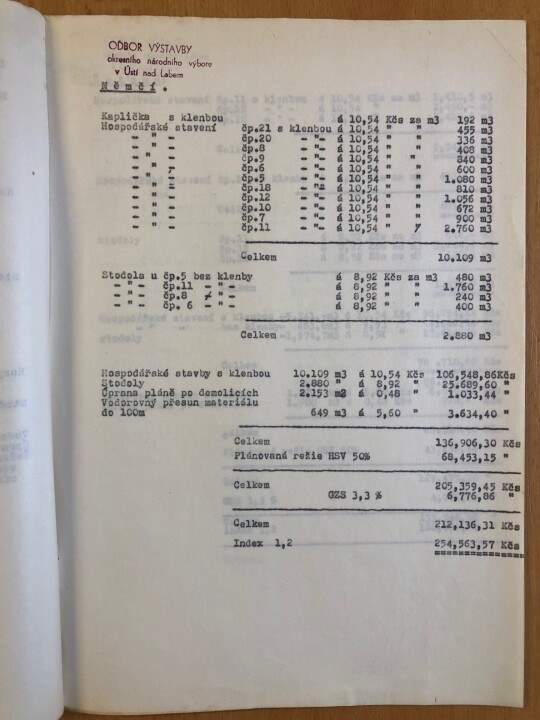 ODBOR VÝSTAVBY
okresního národního výboru
v Ústí nad Labem
Němčí.
Kaplička s klenbou á 10,54 Kčs za m3 192 m3
Hospodářské stavení čp.21 s klenbou á 10,54 " " 455 m3
- " - čp.20 - "- á 10,54 " " 336 m3
- " - čp.8 - "- á 10,54 " " 408 m3
- " - čp.9 - "- á 10,54 " " 840 m3
- " - čp.6 - "- á 10,54 " " 600 m3
- " - čp.5 - "- á 10,54 " " 1.080 m3
- " - čp.18 - "- á 10,54 " " 810 m3
- " - čp.12 - "- á 10,54 " " 1.056 m3
- " - čp.10 - "- á 10,54 " " 672 m3
- " - čp.7 - "- á 10,54 " " 900 m3
- " - čp.11 - "- á 10,54 " " 2.760 m3
Celkem 10.109 m3
Stodola u čp.5 bez klenby á 8,92 Kčs za m3 480 m3
- "- čp.11 - "- á 8,92 " " 1.760 m3
- "- čp.8 - "- á 8,92 " " 240 m3
- "- čp. 6 - "- á 8,92 " " 400 m3
Celkem 2.880 m3
Hospodářské stavby s klenbou 10.109 m3 á 10,54 Kčs 106,548,86Kčs
Stodoly 2.880 " á 8,92 " 25.689,60 "
Úprana pláně po demolicích 2.153 m2 á 0,48 " 1.033,44 "
Vodorovný přesun materiálu
do 100m 649 m3 á 5,60 " 3.634,40 "
Celkem 136,906,30 Kčs
Plánovaná režie HSV 50% 68,453,15 "
Celkem 205,359,45 Kčs
GZS 3,3 % 6,776,86 "
Celkem 212,136,31 Kčs
Index 1,2 254,563,57 Kčs